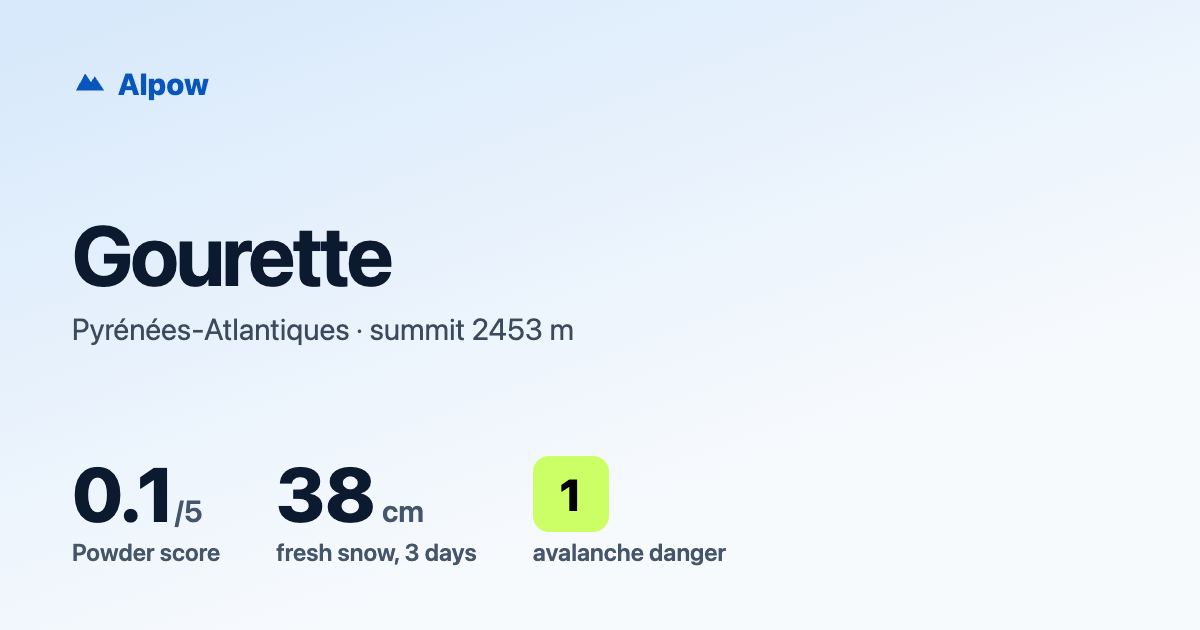 Alpow
Gourette
Pyrénées-Atlantiques · summit 2453 m
0.1/5
Powder score
38 cm
fresh snow, 3 days
1
avalanche danger